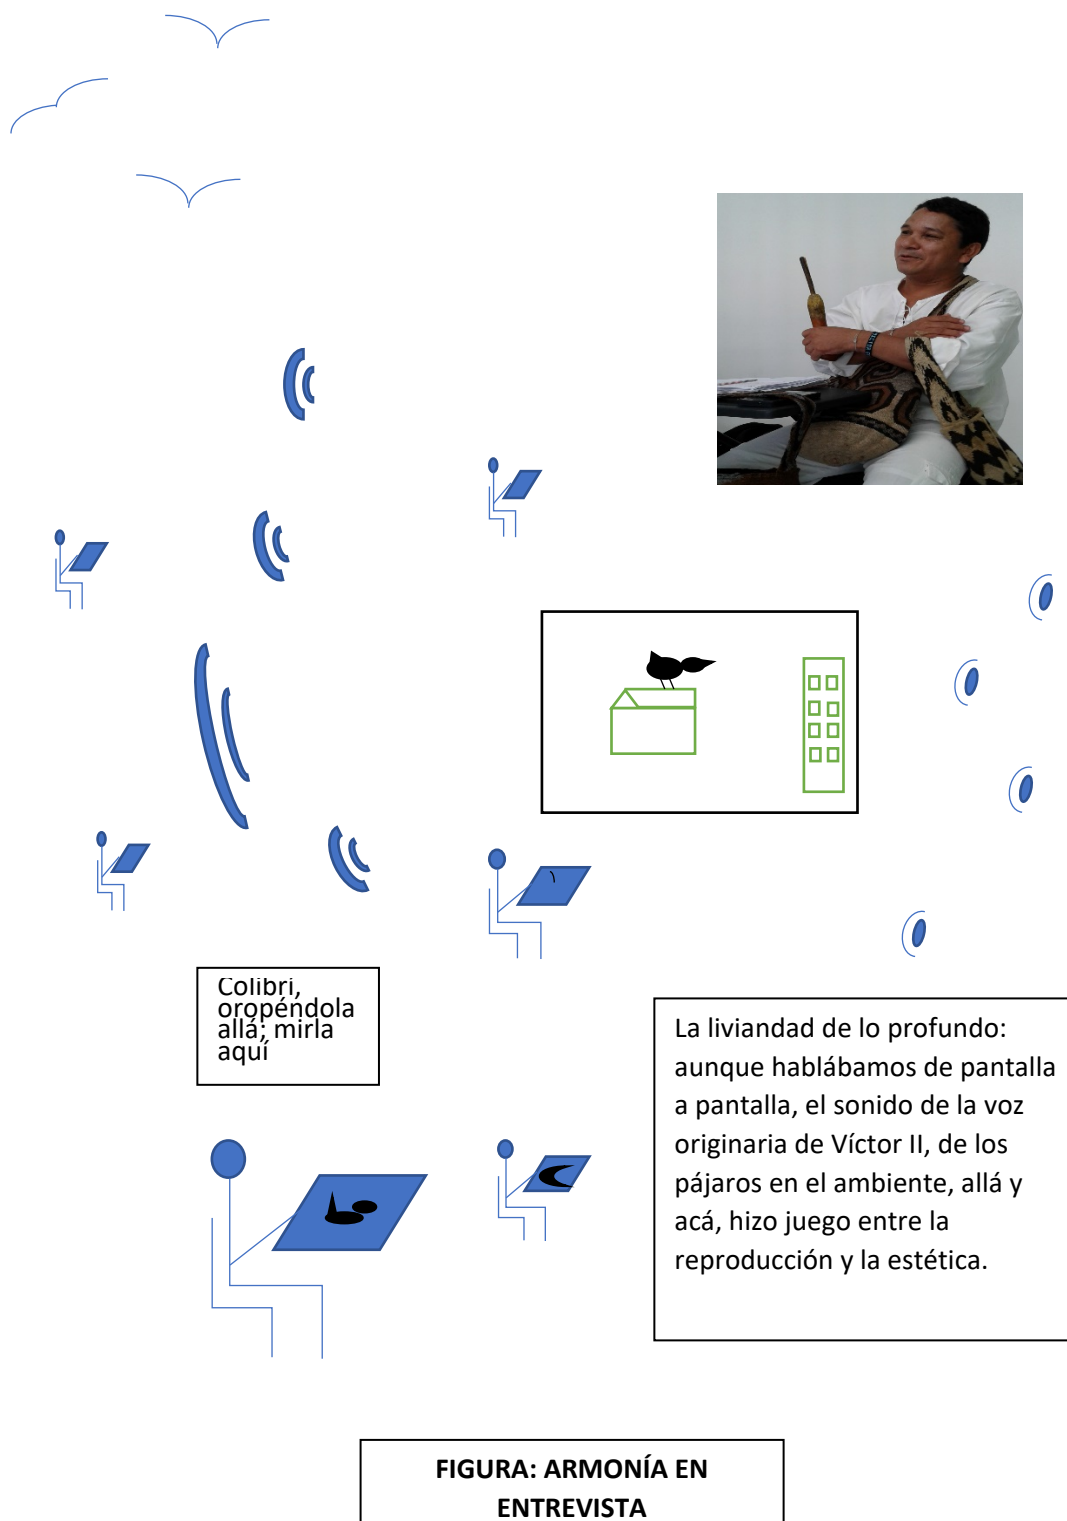 Colibrí,
oropéndola
allá; mirla
aquí
La liviandad de lo profundo:
aunque hablábamos de pantalla
a pantalla, el sonido de la voz
originaria de Víctor II, de los
pájaros en el ambiente, allá y
acá, hizo juego entre la
reproducción y la estética.
FIGURA: ARMONÍA EN
ENTREVISTA